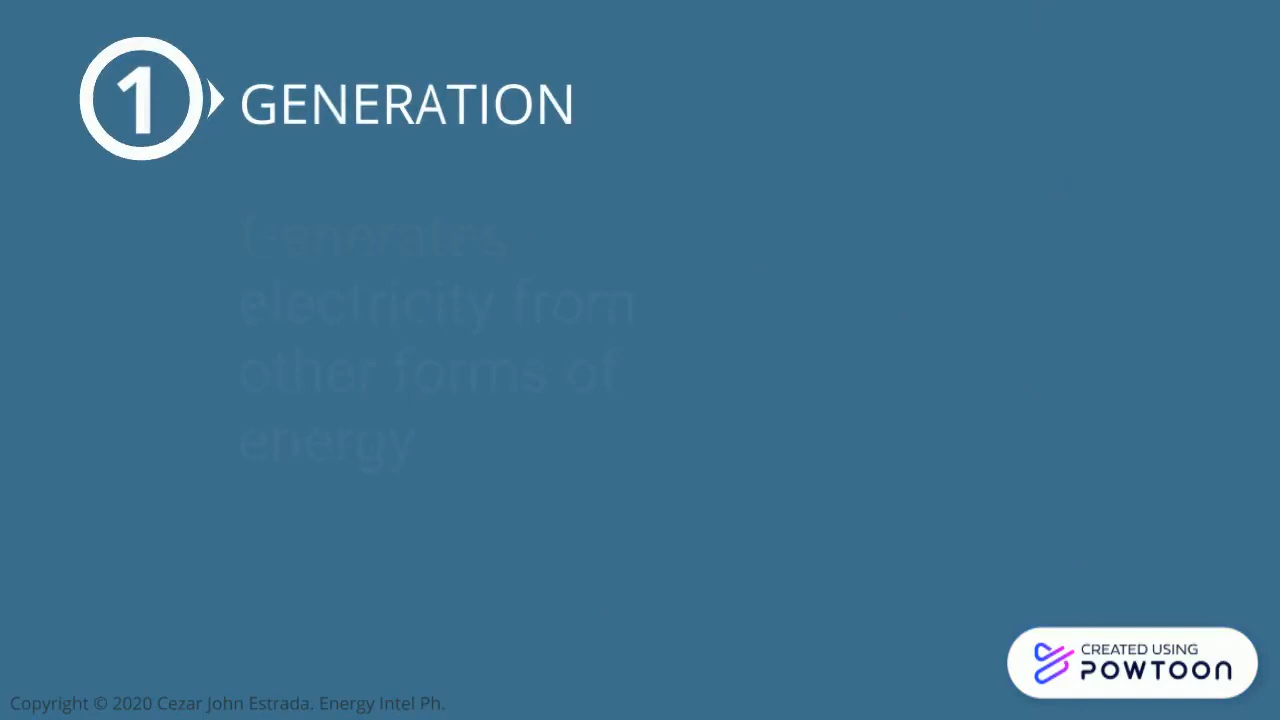 1 GENERATION
Generates
electricity from
other forms of
energy
CREATED USING
POWTOON
Copyright © 2020 Cezar John Estrada. Energy Intel Ph.